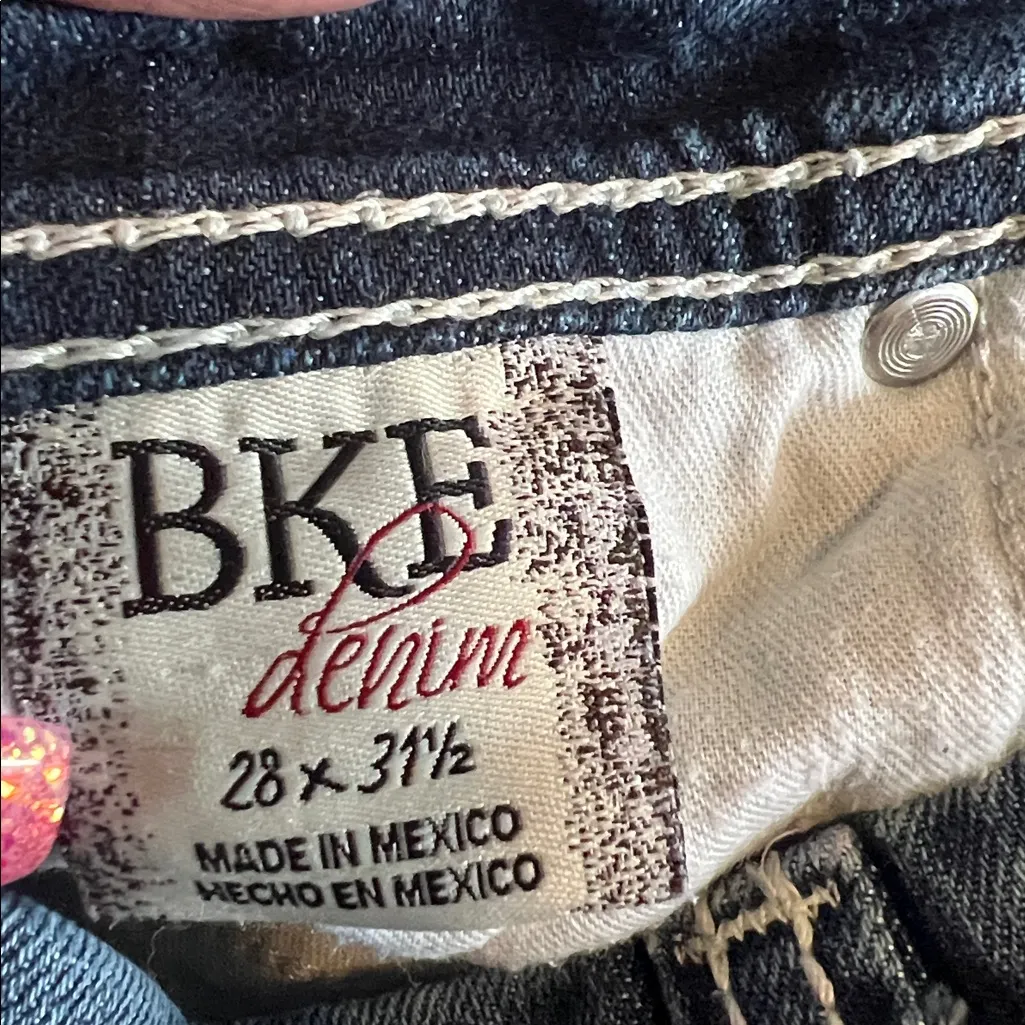 BKE
denim
28 x 31½
MADE IN MEXICO
HECHO EN MEXICO